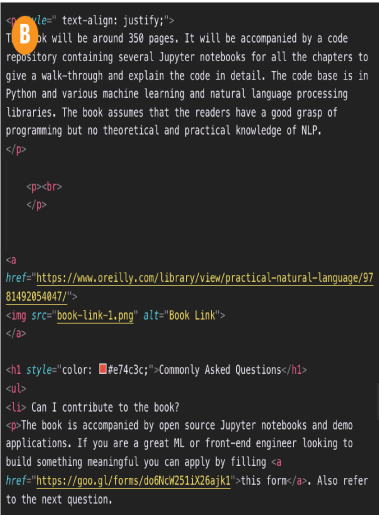 B
<p style=" text-align: justify;">
ok will be around 350 pages. It will be accompanied by a code
repository containing several Jupyter notebooks for all the chapters to
give a walk-through and explain the code in detail. The code base is in
Python and various machine learning and natural language processing
libraries. The book assumes that the readers have a good grasp of
programming but no theoretical and practical knowledge of NLP.
</p>
<p><br>
</p>
<a
href="https://www.oreilly.com/library/view/practical-natural-language/97
81492054047/">
<img src="book-link-1.png" alt="Book Link">
</a>
<h1 style="color: #e74c3c;">Commonly Asked Questions</h1>
<ul>
<li> Can I contribute to the book?
<p>The book is accompanied by open source Jupyter notebooks and demo
applications. If you are a great ML or front-end engineer looking to
build something meaningful you can apply by filling <a
href="https://goo.gl/forms/do6NcW251iX26ajk1">this form</a>. Also refer
to the next question.